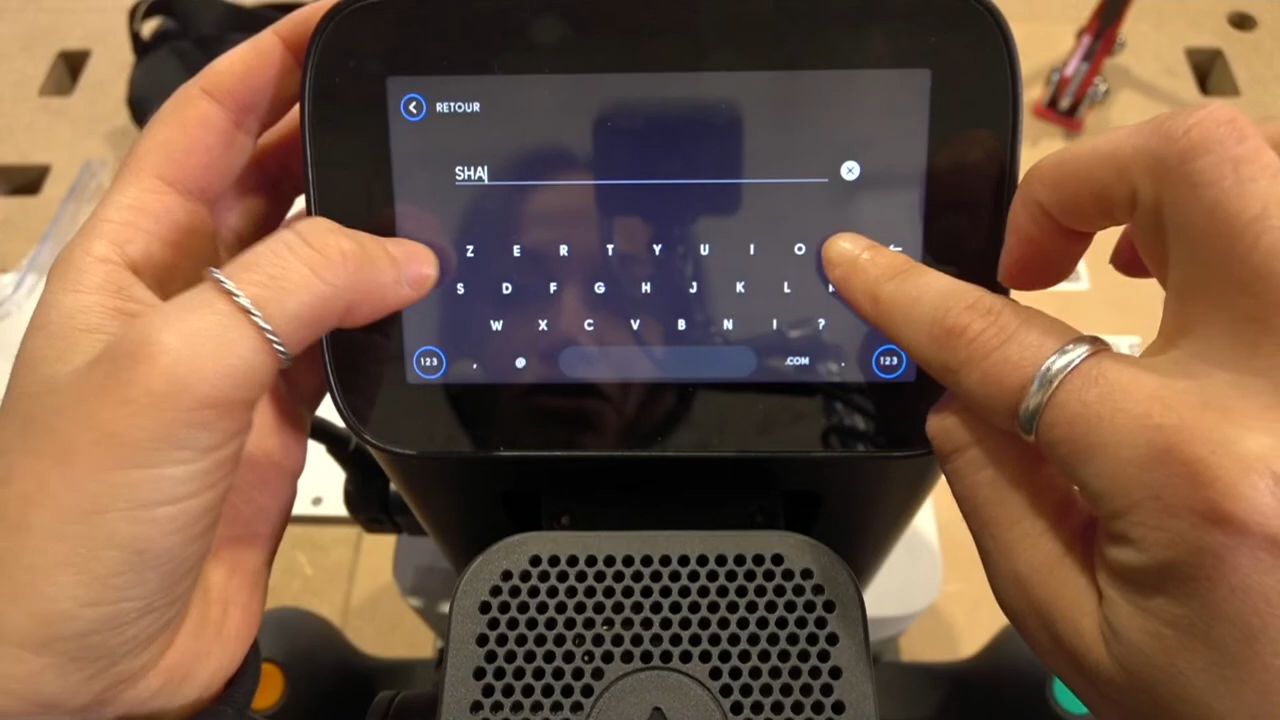 RETOUR
SHA
Z E R T Y U I O ←
S D F G H J K L
W X C V B N I ?
123 , @ .COM . 123